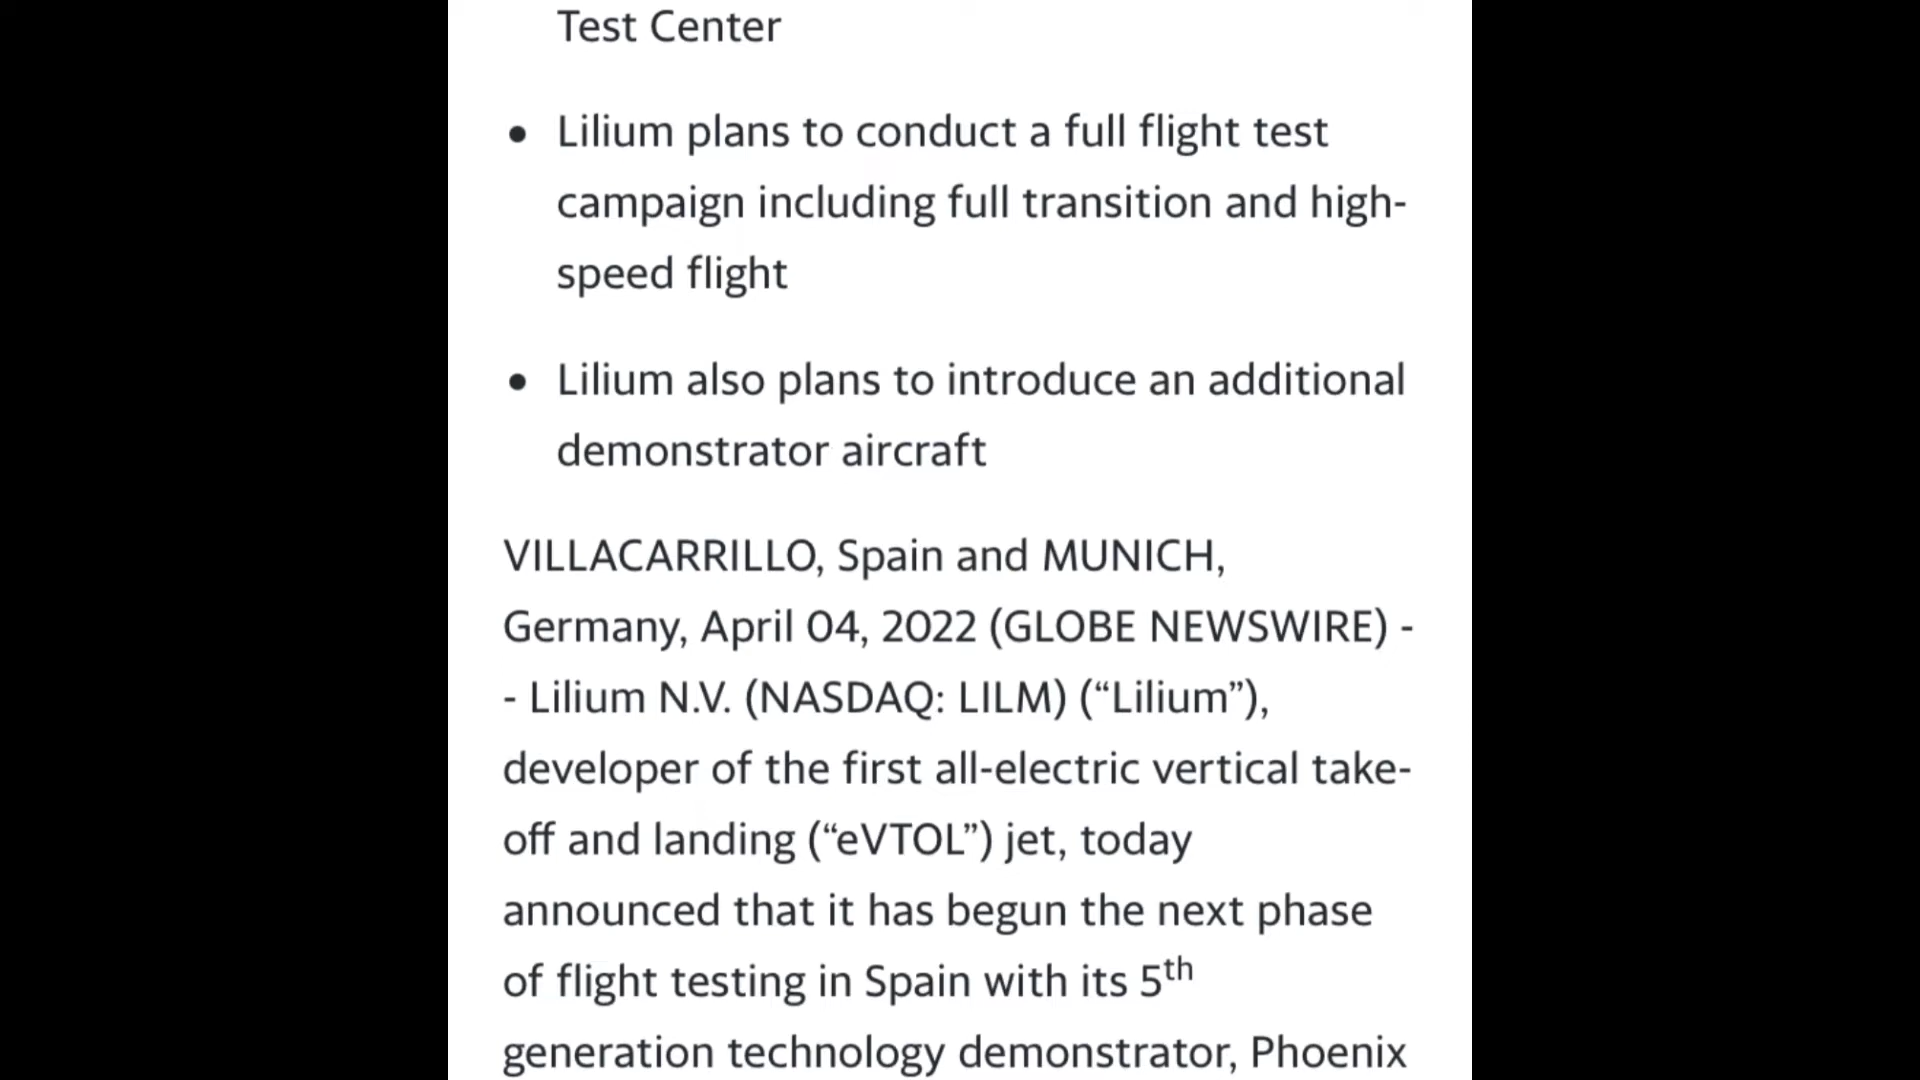 Test Center
• Lilium plans to conduct a full flight test
campaign including full transition and high-
speed flight
• Lilium also plans to introduce an additional
demonstrator aircraft
VILLACARRILLO, Spain and MUNICH,
Germany, April 04, 2022 (GLOBE NEWSWIRE) -
- Lilium N.V. (NASDAQ: LILM) (“Lilium”),
developer of the first all-electric vertical take-
off and landing (“eVTOL”) jet, today
announced that it has begun the next phase
of flight testing in Spain with its 5th
generation technology demonstrator, Phoenix